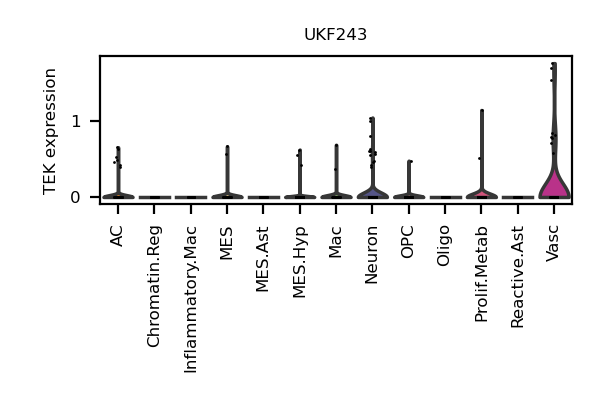 UKF243
TEK expression
1
0
AC
Chromatin.Reg
Inflammatory.Mac
MES
MES.Ast
MES.Hyp
Mac
Neuron
OPC
Oligo
Prolif.Metab
Reactive.Ast
Vasc